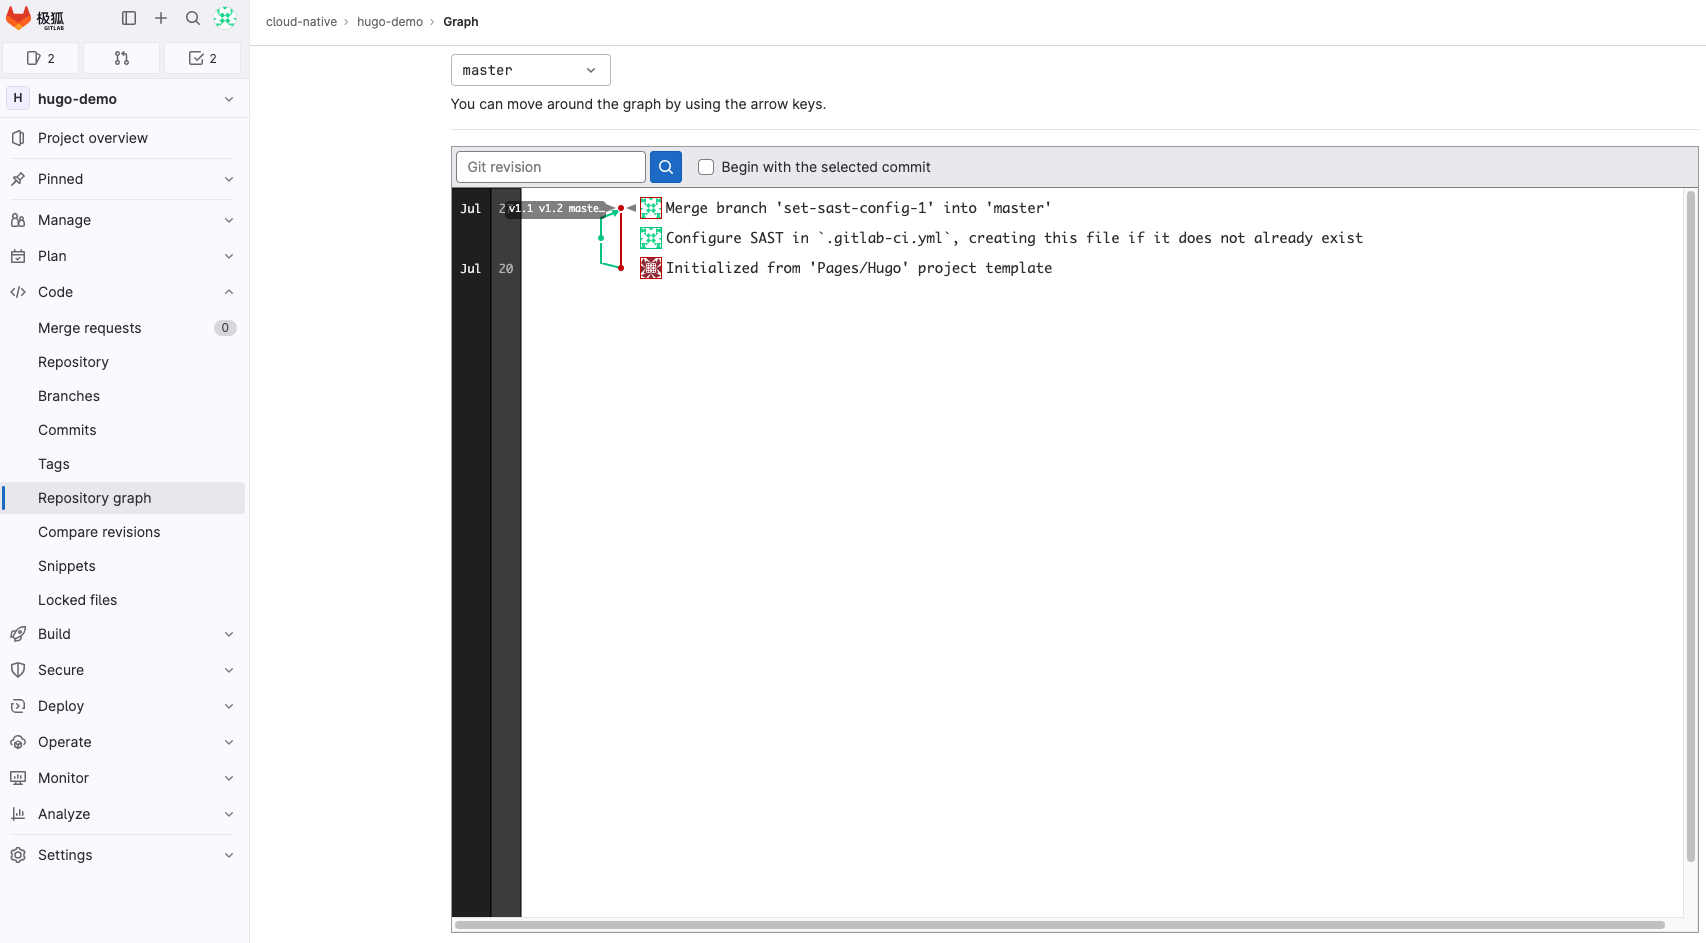 极狐
GITLAB
2
2
H hugo-demo
Project overview
Pinned
Manage
Plan
Code
Merge requests 0
Repository
Branches
Commits
Tags
Repository graph
Compare revisions
Snippets
Locked files
Build
Secure
Deploy
Operate
Monitor
Analyze
Settings
cloud-native › hugo-demo › Graph
master
You can move around the graph by using the arrow keys.
Git revision Begin with the selected commit
Jul v1.1 v1.2 maste… Merge branch 'set-sast-config-1' into 'master'
Configure SAST in `.gitlab-ci.yml`, creating this file if it does not already exist
Jul 20 Initialized from 'Pages/Hugo' project template